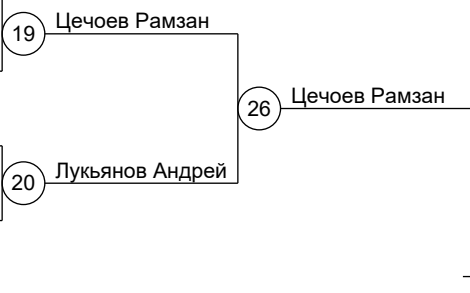 19 Цечоев Рамзан
26 Цечоев Рамзан
20 Лукьянов Андрей